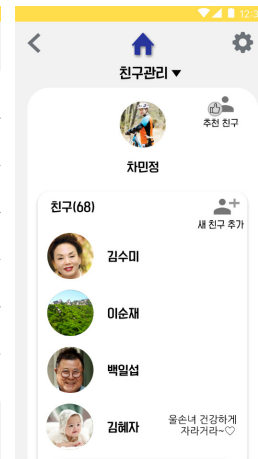 12:3
친구관리 ▼
추천 친구
차민정
친구(68)
새 친구 추가
김수미
이순재
백일섭
김혜자
울손녀 건강하게
자라거라~♡